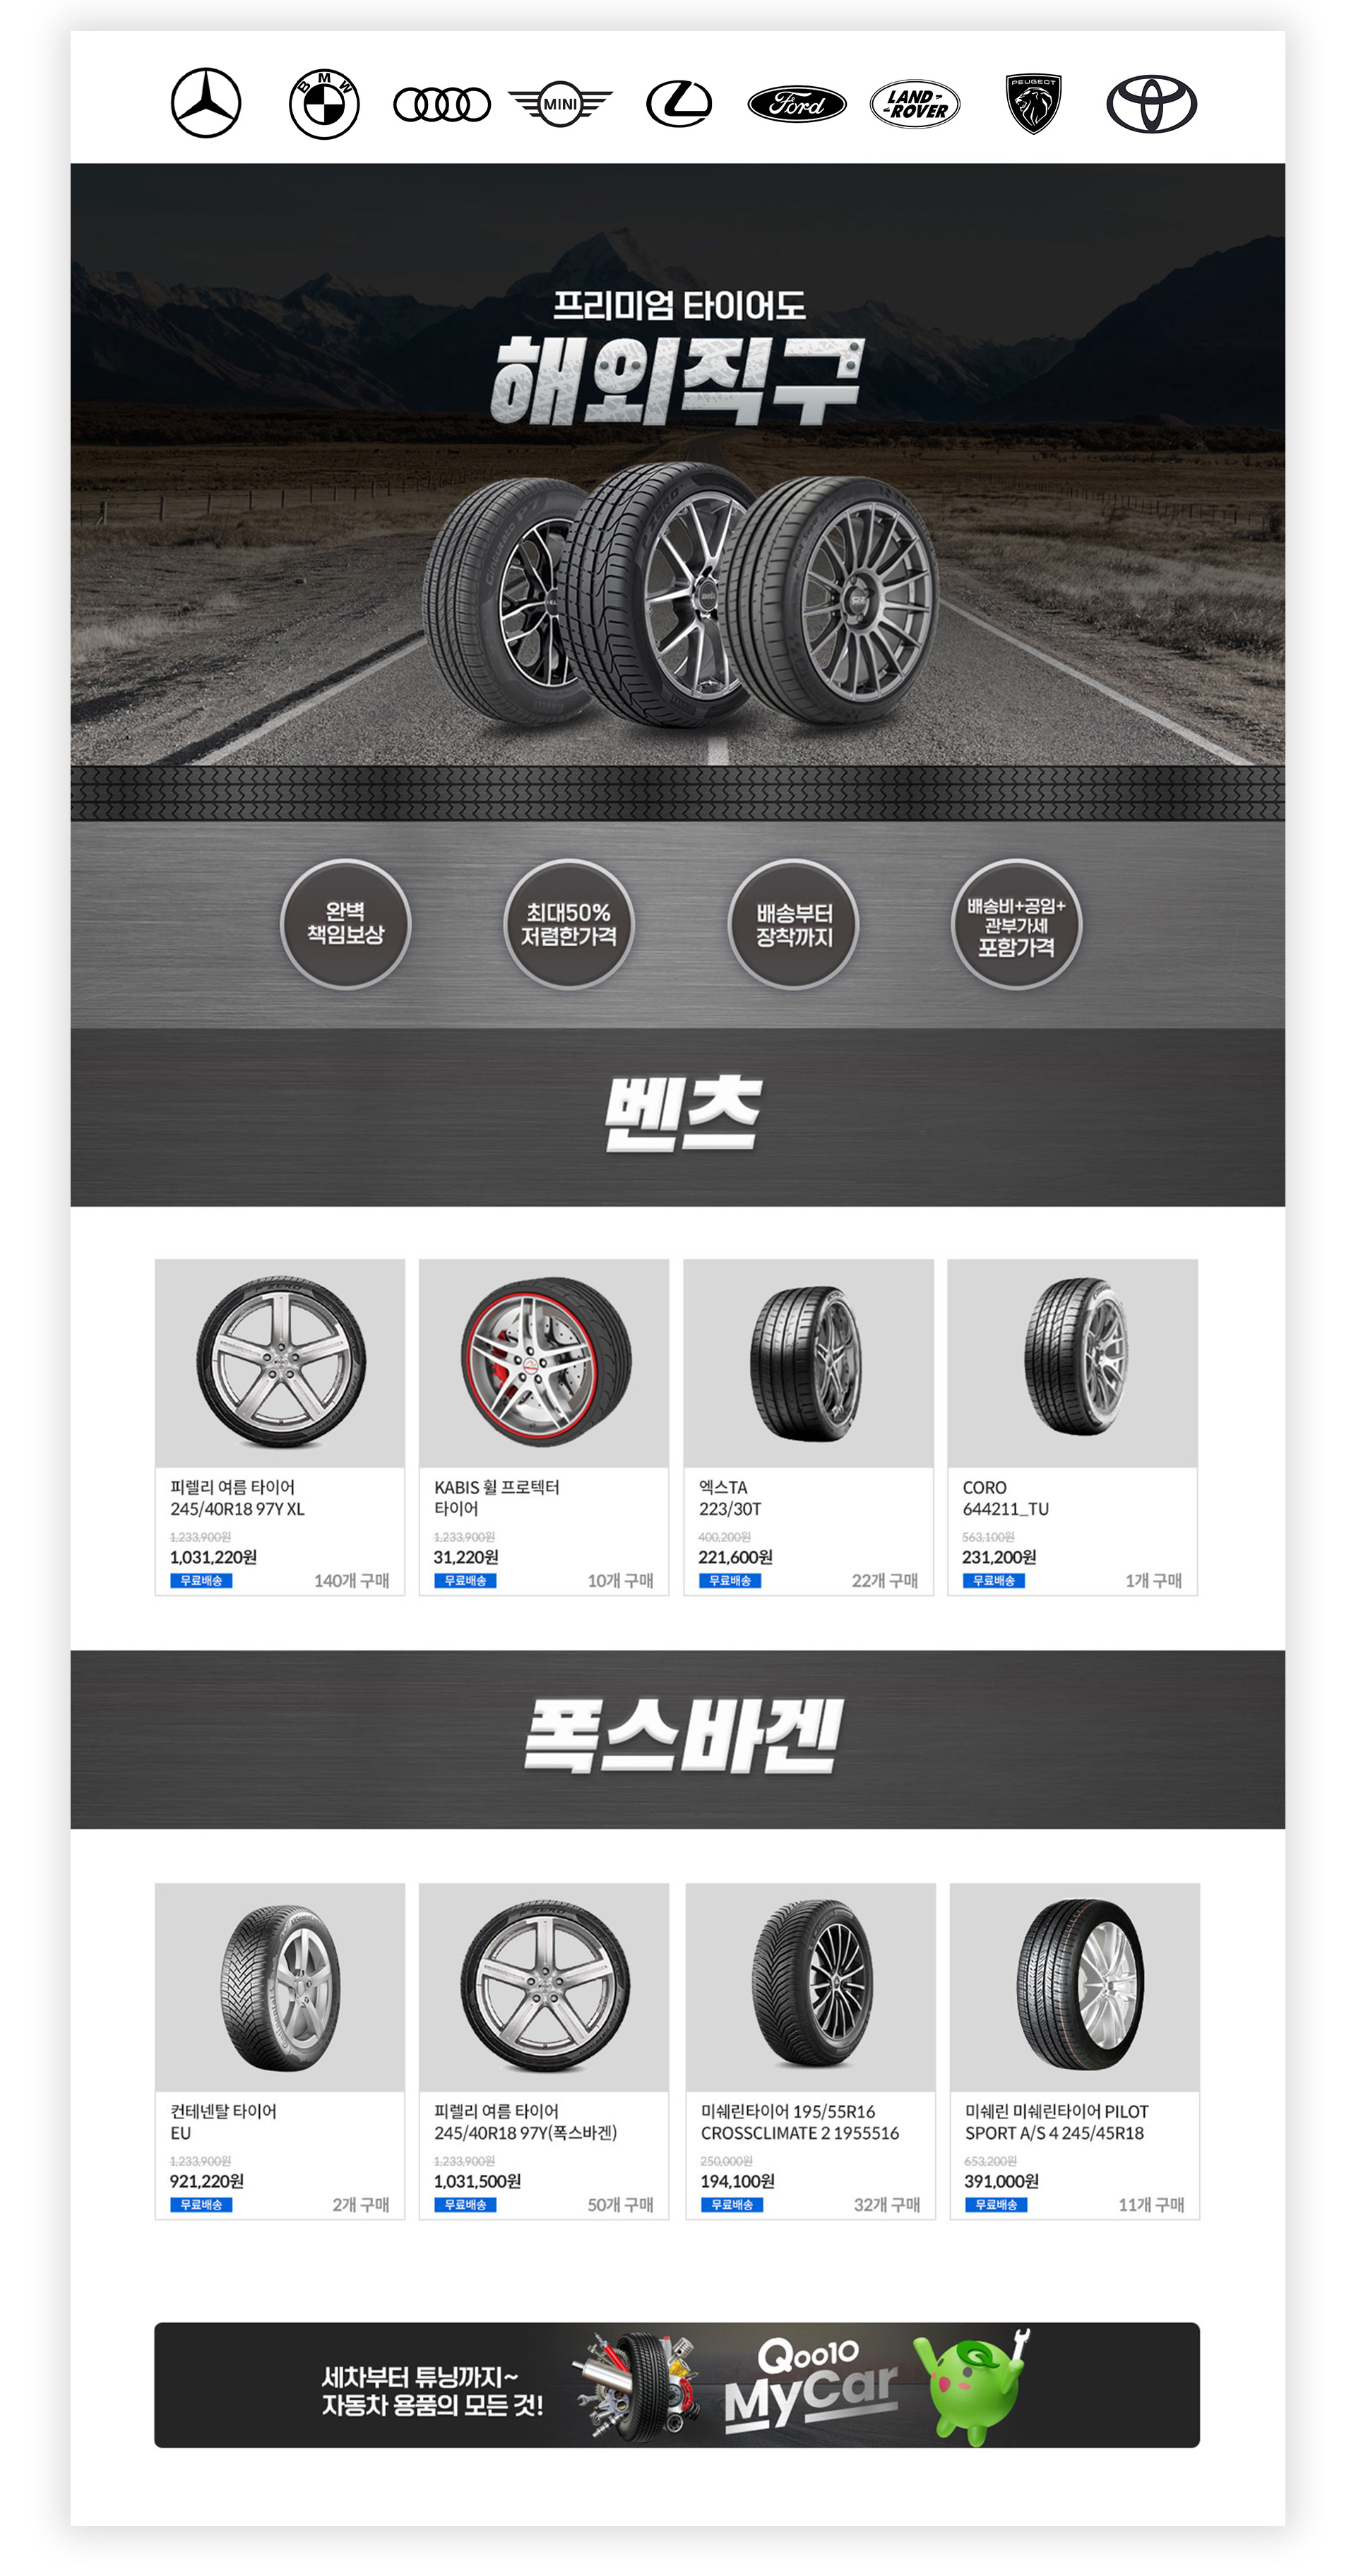 BMW
MINI
Ford
LAND-
-ROVER
PEUGEOT
프리미엄 타이어도
해외직구
완벽
책임보상
최대50%
저렴한가격
배송부터
장착까지
배송비+공임+
관부가세
포함가격
벤츠
피렐리 여름 타이어
245/40R18 97Y XL
1,233,900원
1,031,220원
무료배송
140개 구매
KABIS 휠 프로텍터
타이어
1,233,900원
31,220원
무료배송
10개 구매
엑스TA
223/30T
400,200원
221,600원
무료배송
22개 구매
CORO
644211_TU
563,100원
231,200원
무료배송
1개 구매
폭스바겐
컨테넨탈 타이어
EU
1,233,900원
921,220원
무료배송
2개 구매
피렐리 여름 타이어
245/40R18 97Y(폭스바겐)
1,233,900원
1,031,500원
무료배송
50개 구매
미쉐린타이어 195/55R16
CROSSCLIMATE 2 1955516
250,000원
194,100원
무료배송
32개 구매
미쉐린 미쉐린타이어 PILOT
SPORT A/S 4 245/45R18
653,200원
391,000원
무료배송
11개 구매
세차부터 튜닝까지~
자동차 용품의 모든 것!
Qoo10
MyCar